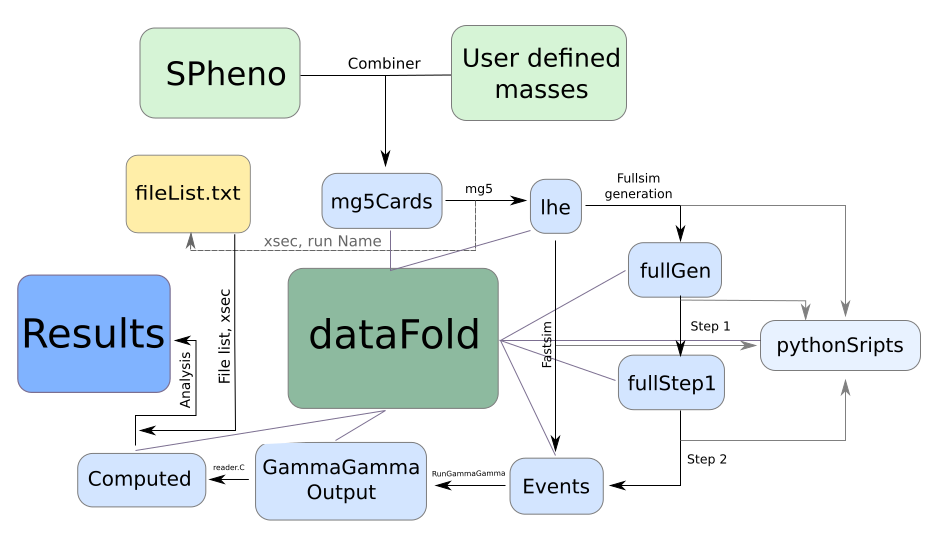 SPheno
Combiner
User defined
masses
fileList.txt
mg5Cards
mg5
lhe
Fullsim
generation
xsec, run Name
fullGen
Results
File list, xsec
dataFold
Fastsim
Step 1
pythonSripts
Analysis
fullStep1
Computed
reader.C
GammaGamma
Output
RunGammaGamma
Events
Step 2